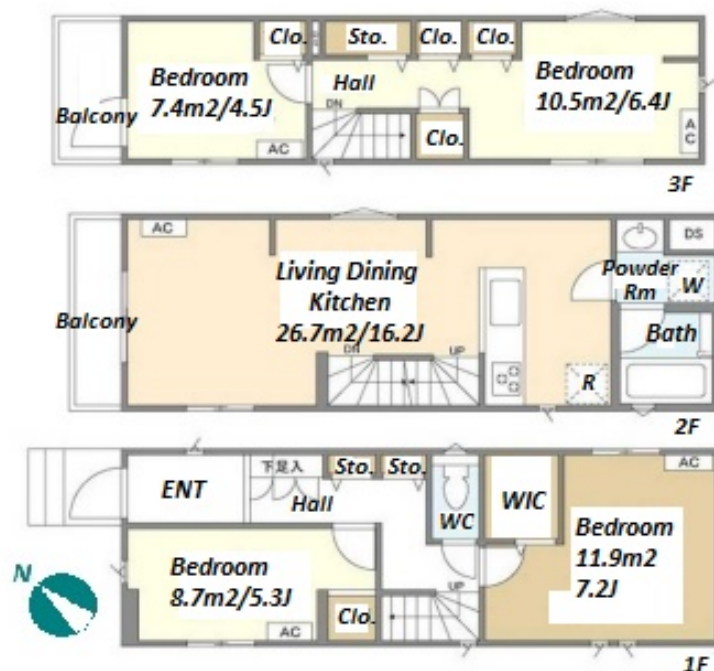 Clo.
Sto.
Clo.
Clo.
Bedroom
7.4m2/4.5J
Hall
Bedroom
10.5m2/6.4J
Balcony
DN
Clo.
AC
AC
3F
AC
DS
Living Dining
Kitchen
26.7m2/16.2J
Powder
Rm
W
Balcony
Bath
DN
UP
R
2F
下足入
Sto.
Sto.
AC
ENT
Hall
WC
WIC
Bedroom
11.9m2
7.2J
N
Bedroom
8.7m2/5.3J
UP
Clo.
AC
1F